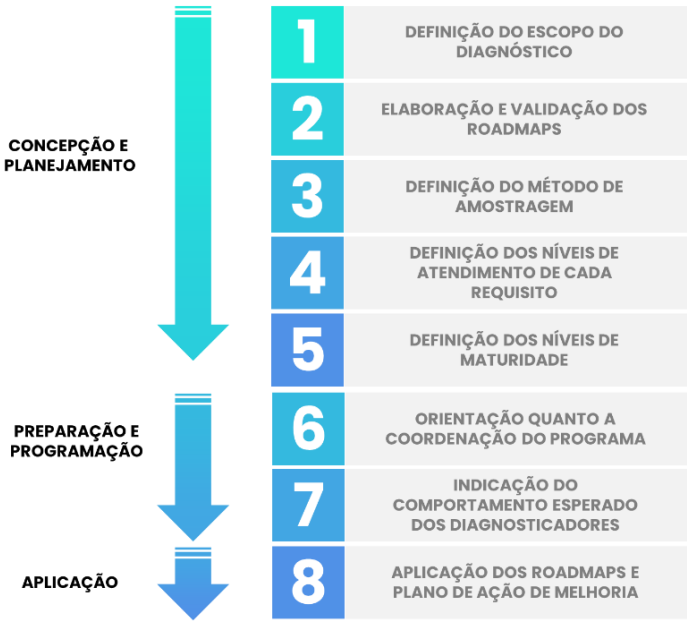 CONCEPÇÃO E
PLANEJAMENTO
1
DEFINIÇÃO DO ESCOPO DO
DIAGNÓSTICO
2
ELABORAÇÃO E VALIDAÇÃO DOS
ROADMAPS
3
DEFINIÇÃO DO MÉTODO DE
AMOSTRAGEM
4
DEFINIÇÃO DOS NÍVEIS DE
ATENDIMENTO DE CADA
REQUISITO
5
DEFINIÇÃO DOS NÍVEIS DE
MATURIDADE
PREPARAÇÃO E
PROGRAMAÇÃO
6
ORIENTAÇÃO QUANTO A
COORDENAÇÃO DO PROGRAMA
7
INDICAÇÃO DO
COMPORTAMENTO ESPERADO
DOS DIAGNOSTICADORES
APLICAÇÃO
8
APLICAÇÃO DOS ROADMAPS E
PLANO DE AÇÃO DE MELHORIA